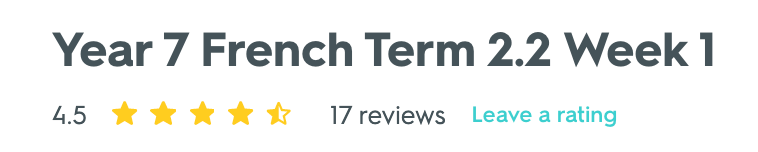 Year 7 French Term 2.2 Week 1
4.5 17 reviews Leave a rating